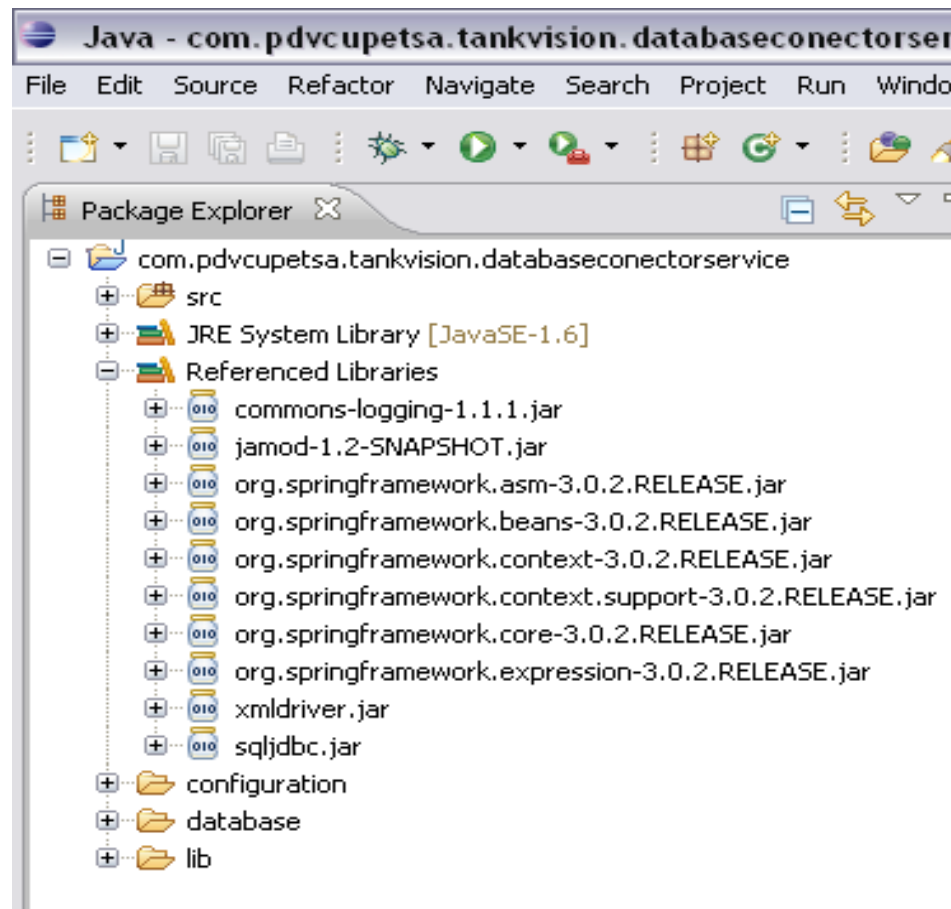 Java - com.pdvcupetsa.tankvision.databaseconectorser
File Edit Source Refactor Navigate Search Project Run Windo
Package Explorer
com.pdvcupetsa.tankvision.databaseconectorservice
src
JRE System Library [JavaSE-1.6]
Referenced Libraries
commons-logging-1.1.1.jar
jamod-1.2-SNAPSHOT.jar
org.springframework.asm-3.0.2.RELEASE.jar
org.springframework.beans-3.0.2.RELEASE.jar
org.springframework.context-3.0.2.RELEASE.jar
org.springframework.context.support-3.0.2.RELEASE.jar
org.springframework.core-3.0.2.RELEASE.jar
org.springframework.expression-3.0.2.RELEASE.jar
xmldriver.jar
sqljdbc.jar
configuration
database
lib